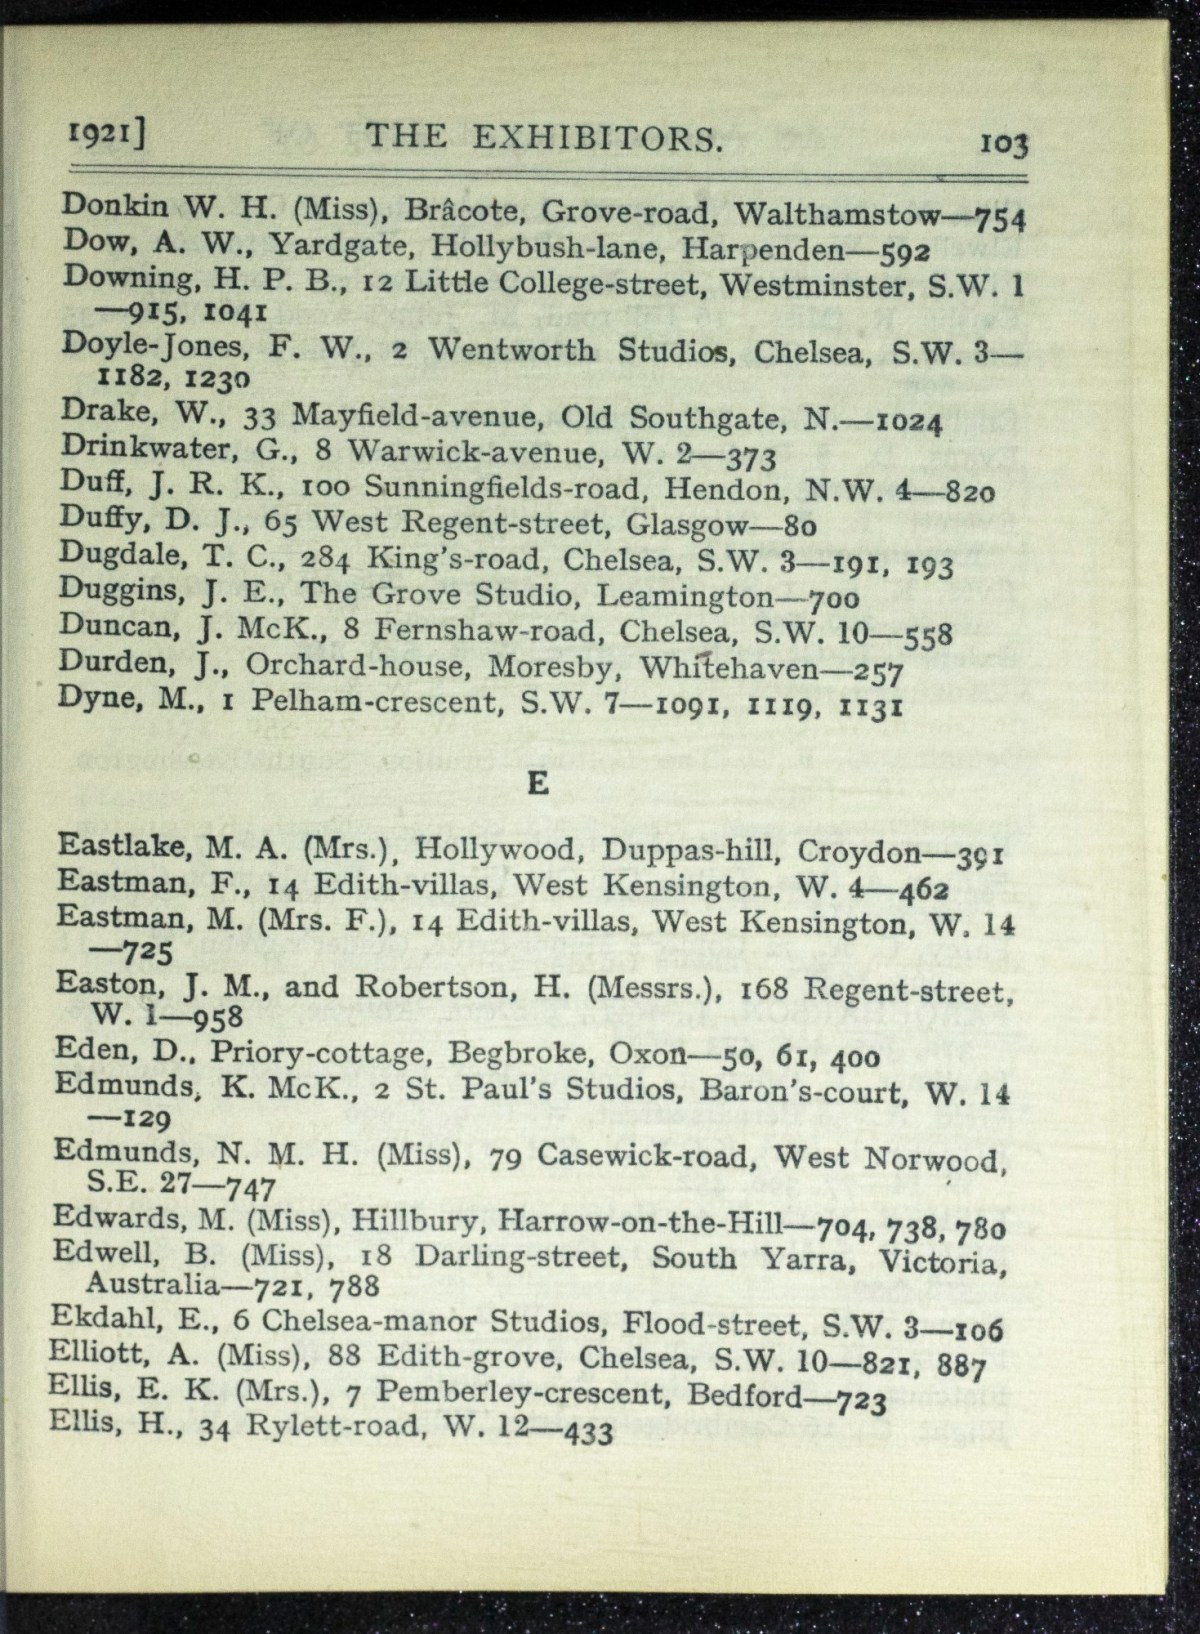 1921] THE EXHIBITORS. 103
Donkin W. H. (Miss), Brâcote, Grove-road, Walthamstow—754
Dow, A. W., Yardgate, Hollybush-lane, Harpenden—592
Downing, H. P. B., 12 Little College-street, Westminster, S.W. 1
—915, 1041
Doyle-Jones, F. W., 2 Wentworth Studios, Chelsea, S.W. 3—
1182, 1230
Drake, W., 33 Mayfield-avenue, Old Southgate, N.—1024
Drinkwater, G., 8 Warwick-avenue, W. 2—373
Duff, J. R. K., 100 Sunningfields-road, Hendon, N.W. 4—820
Duffy, D. J., 65 West Regent-street, Glasgow—80
Dugdale, T. C., 284 King's-road, Chelsea, S.W. 3—191, 193
Duggins, J. E., The Grove Studio, Leamington—700
Duncan, J. McK., 8 Fernshaw-road, Chelsea, S.W. 10—558
Durden, J., Orchard-house, Moresby, Whitehaven—257
Dyne, M., 1 Pelham-crescent, S.W. 7—1091, 1119, 1131
E
Eastlake, M. A. (Mrs.), Hollywood, Duppas-hill, Croydon—391
Eastman, F., 14 Edith-villas, West Kensington, W. 4—462
Eastman, M. (Mrs. F.), 14 Edith-villas, West Kensington, W. 14
—725
Easton, J. M., and Robertson, H. (Messrs.), 168 Regent-street,
W. 1—958
Eden, D., Priory-cottage, Begbroke, Oxon—50, 61, 400
Edmunds, K. McK., 2 St. Paul's Studios, Baron's-court, W. 14
—129
Edmunds, N. M. H. (Miss), 79 Casewick-road, West Norwood,
S.E. 27—747
Edwards, M. (Miss), Hillbury, Harrow-on-the-Hill—704, 738, 780
Edwell, B. (Miss), 18 Darling-street, South Yarra, Victoria,
Australia—721, 788
Ekdahl, E., 6 Chelsea-manor Studios, Flood-street, S.W. 3—106
Elliott, A. (Miss), 88 Edith-grove, Chelsea, S.W. 10—821, 887
Ellis, E. K. (Mrs.), 7 Pemberley-crescent, Bedford—723
Ellis, H., 34 Rylett-road, W. 12—433